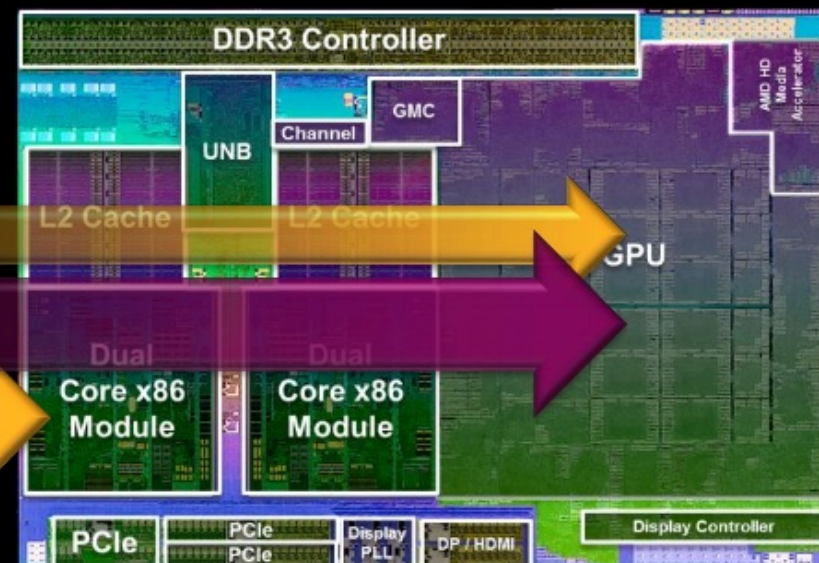 DDR3 Controller
AMD HD
Media
Accelerator
GMC
Channel
UNB
L2 Cache
L2 Cache
GPU
Dual
Core x86
Module
Dual
Core x86
Module
PCIe
PCIe
PCIe
Display
PLL
DP / HDMI
Display Controller